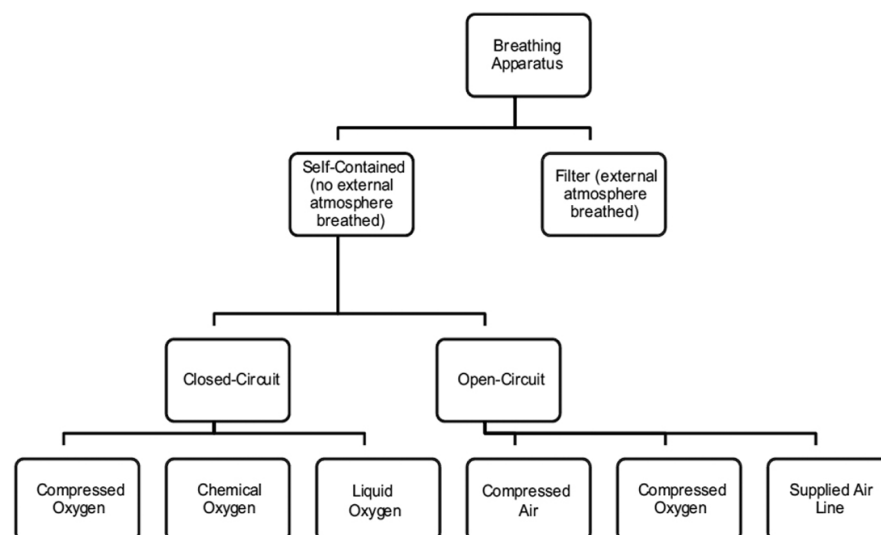 Breathing
Apparatus
Self-Contained
(no external
atmosphere
breathed)
Filter (external
atmosphere
breathed)
Closed-Circuit
Open-Circuit
Compressed
Oxygen
Chemical
Oxygen
Liquid
Oxygen
Compressed
Air
Compressed
Oxygen
Supplied Air
Line